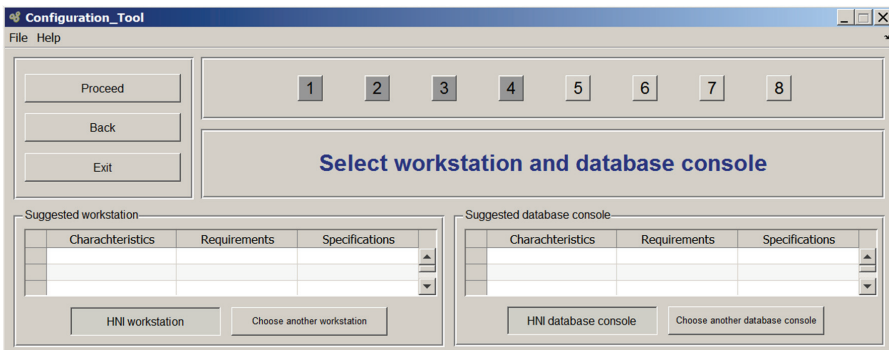 Configuration_Tool
File Help
Proceed
Back
Exit
1 2 3 4 5 6 7 8
Select workstation and database console
Suggested workstation
Charachteristics Requirements Specifications
HNI workstation Choose another workstation
Suggested database console
Charachteristics Requirements Specifications
HNI database console Choose another database console